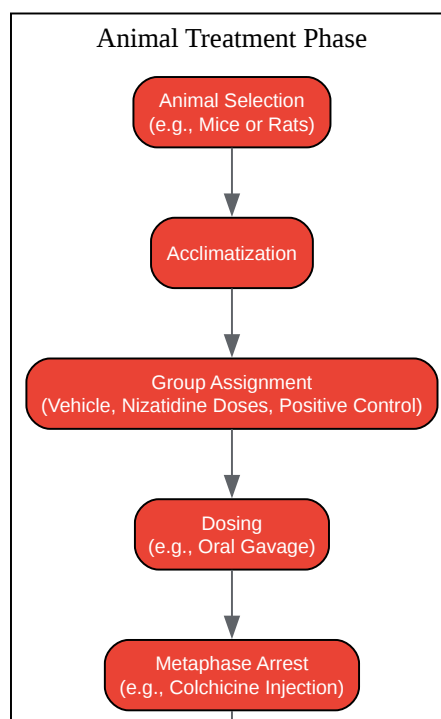 Animal Treatment Phase
Animal Selection
(e.g., Mice or Rats)
Acclimatization
Group Assignment
(Vehicle, Nizatidine Doses, Positive Control)
Dosing
(e.g., Oral Gavage)
Metaphase Arrest
(e.g., Colchicine Injection)